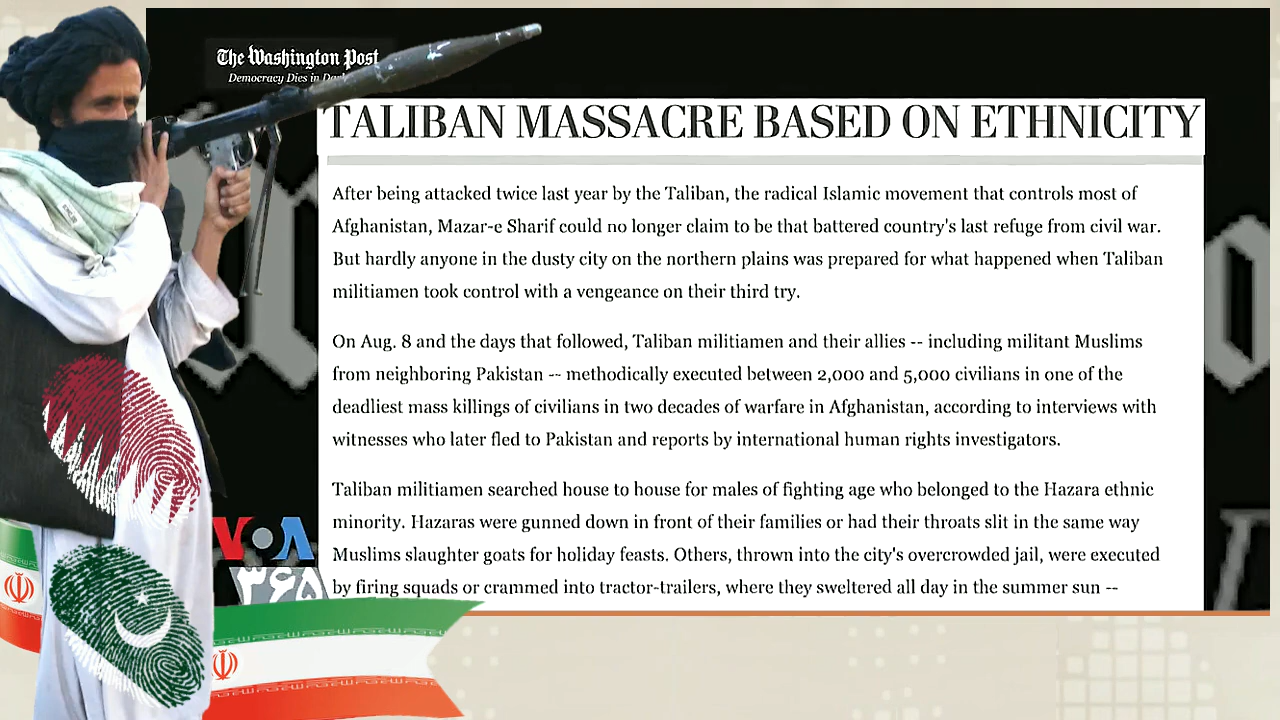 The Washington Post
Democracy Dies in Dar
TALIBAN MASSACRE BASED ON ETHNICITY
After being attacked twice last year by the Taliban, the radical Islamic movement that controls most of
Afghanistan, Mazar-e Sharif could no longer claim to be that battered country's last refuge from civil war.
But hardly anyone in the dusty city on the northern plains was prepared for what happened when Taliban
militiamen took control with a vengeance on their third try.
On Aug. 8 and the days that followed, Taliban militiamen and their allies -- including militant Muslims
from neighboring Pakistan -- methodically executed between 2,000 and 5,000 civilians in one of the
deadliest mass killings of civilians in two decades of warfare in Afghanistan, according to interviews with
witnesses who later fled to Pakistan and reports by international human rights investigators.
Taliban militiamen searched house to house for males of fighting age who belonged to the Hazara ethnic
minority. Hazaras were gunned down in front of their families or had their throats slit in the same way
Muslims slaughter goats for holiday feasts. Others, thrown into the city's overcrowded jail, were executed
by firing squads or crammed into tractor-trailers, where they sweltered all day in the summer sun --
VOA
۳۶۵